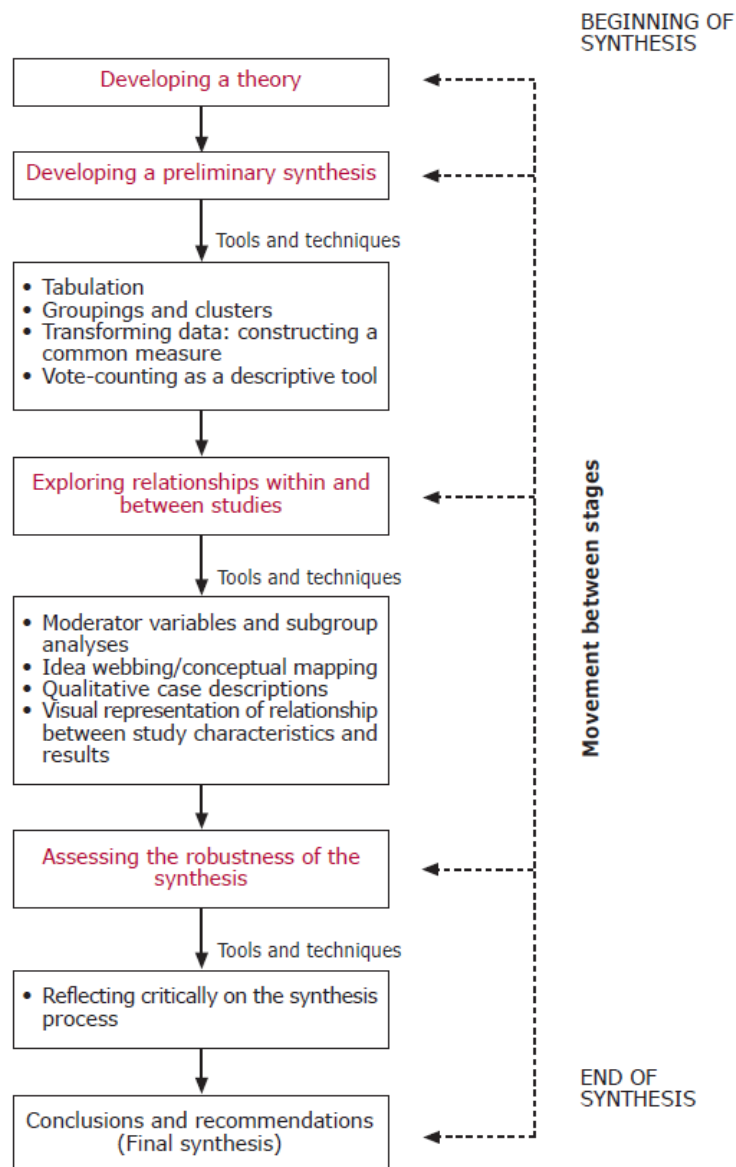 BEGINNING OF
SYNTHESIS
Developing a theory
Developing a preliminary synthesis
Tools and techniques
• Tabulation
• Groupings and clusters
• Transforming data: constructing a
common measure
• Vote-counting as a descriptive tool
Exploring relationships within and
between studies
Tools and techniques
• Moderator variables and subgroup
analyses
• Idea webbing/conceptual mapping
• Qualitative case descriptions
• Visual representation of relationship
between study characteristics and
results
Movement between stages
Assessing the robustness of the
synthesis
Tools and techniques
• Reflecting critically on the synthesis
process
Conclusions and recommendations
(Final synthesis)
END OF
SYNTHESIS